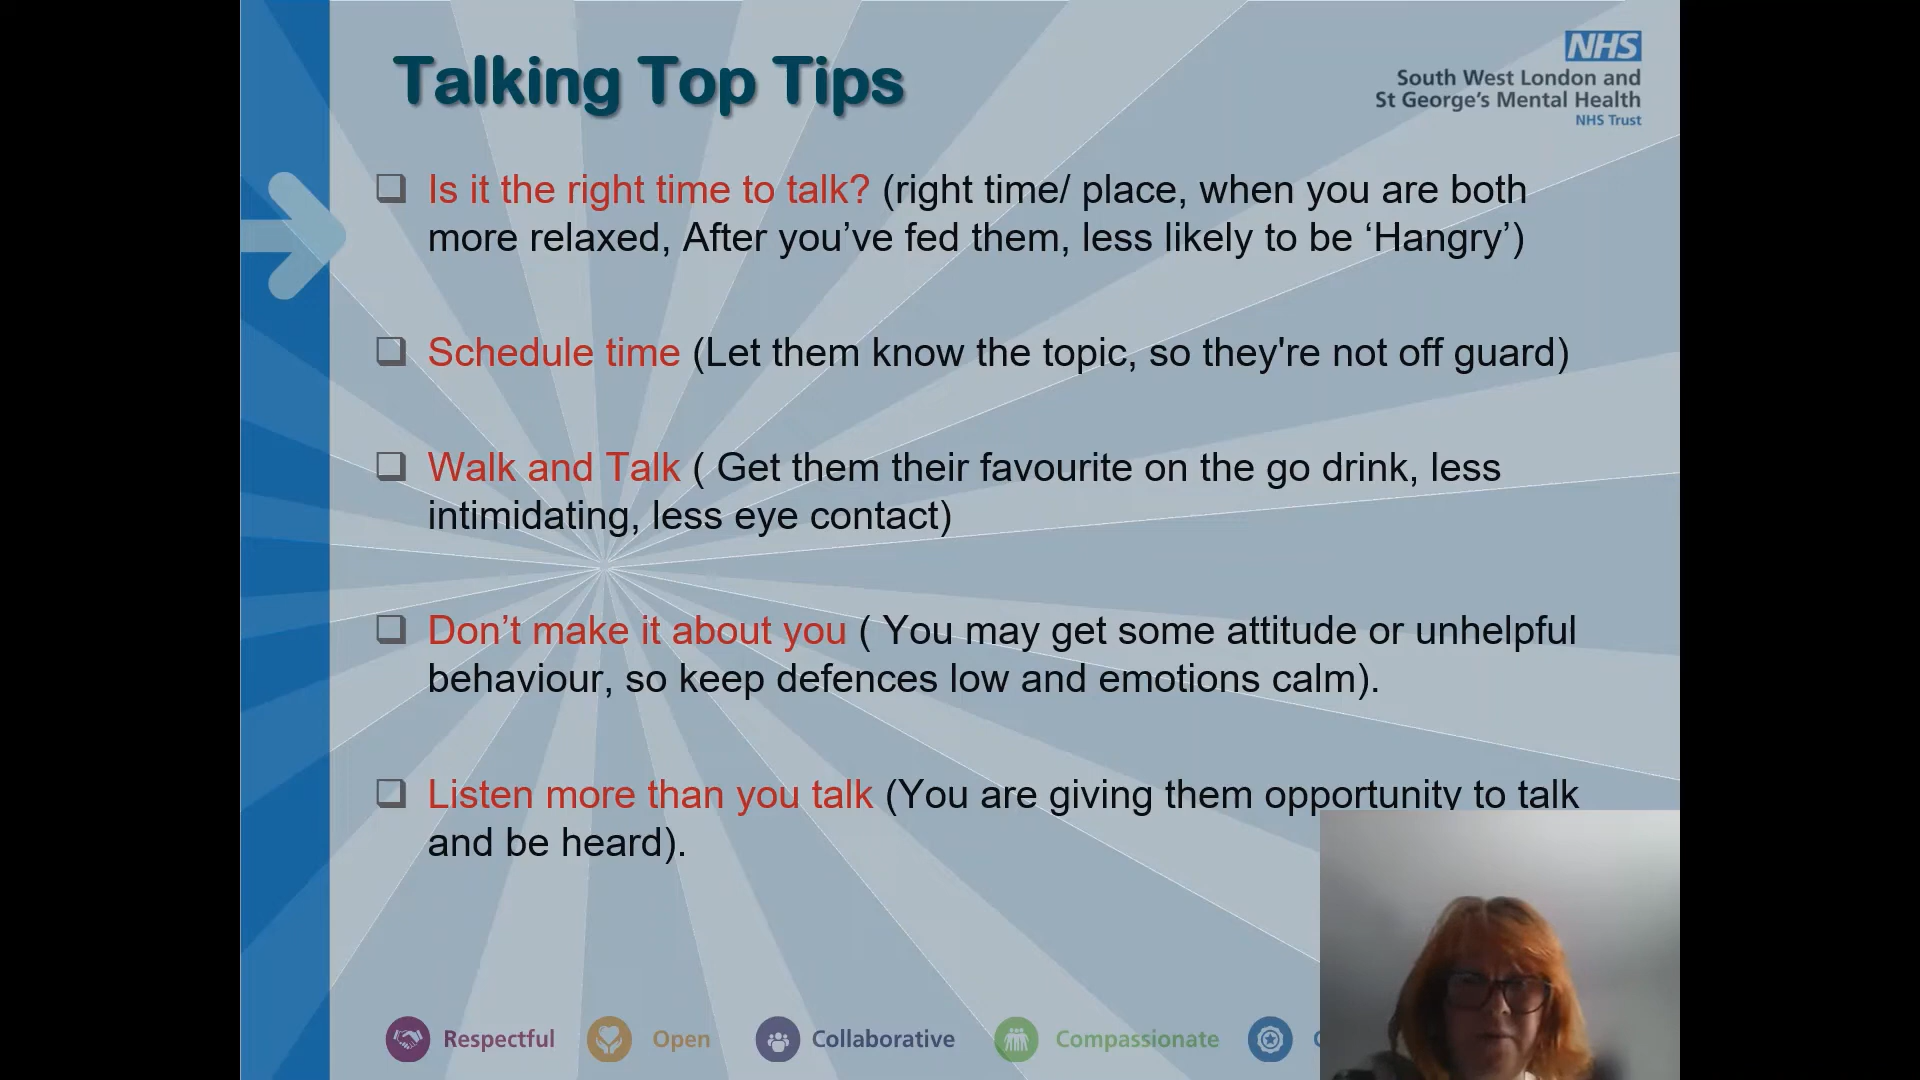 Talking Top Tips
NHS
South West London and
St George's Mental Health
NHS Trust
Is it the right time to talk? (right time/ place, when you are both
more relaxed, After you've fed them, less likely to be ‘Hangry’)
Schedule time (Let them know the topic, so they're not off guard)
Walk and Talk ( Get them their favourite on the go drink, less
intimidating, less eye contact)
Don’t make it about you ( You may get some attitude or unhelpful
behaviour, so keep defences low and emotions calm).
Listen more than you talk (You are giving them opportunity to talk
and be heard).
Respectful
Open
Collaborative
Compassionate